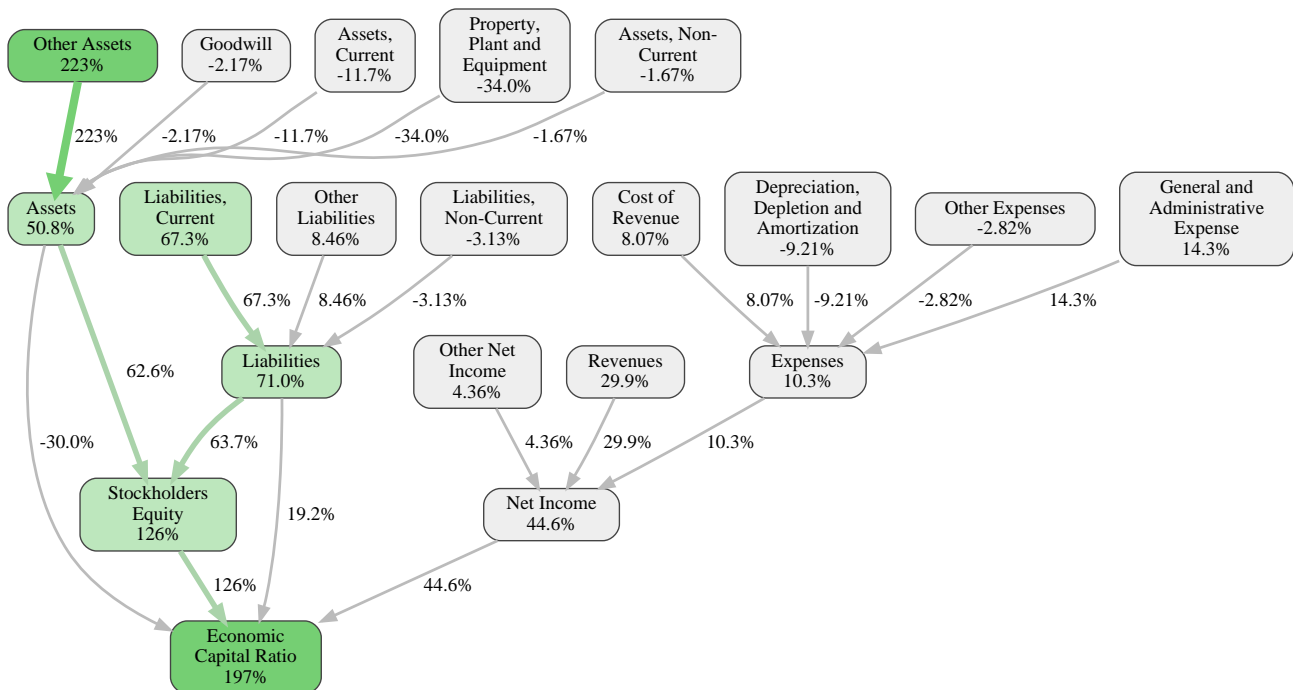 Other Assets
223%
Goodwill
-2.17%
Assets,
Current
-11.7%
Property,
Plant and
Equipment
-34.0%
Assets, Non-
Current
-1.67%
223%
-2.17%
-11.7%
-34.0%
-1.67%
Assets
50.8%
Liabilities,
Current
67.3%
Other
Liabilities
8.46%
Liabilities,
Non-Current
-3.13%
Cost of
Revenue
8.07%
Depreciation,
Depletion and
Amortization
-9.21%
Other Expenses
-2.82%
General and
Administrative
Expense
14.3%
67.3%
8.46%
-3.13%
8.07%
-9.21%
-2.82%
14.3%
62.6%
Liabilities
71.0%
Other Net
Income
4.36%
Revenues
29.9%
Expenses
10.3%
-30.0%
63.7%
4.36%
29.9%
10.3%
Stockholders
Equity
126%
19.2%
Net Income
44.6%
126%
44.6%
Economic
Capital Ratio
197%